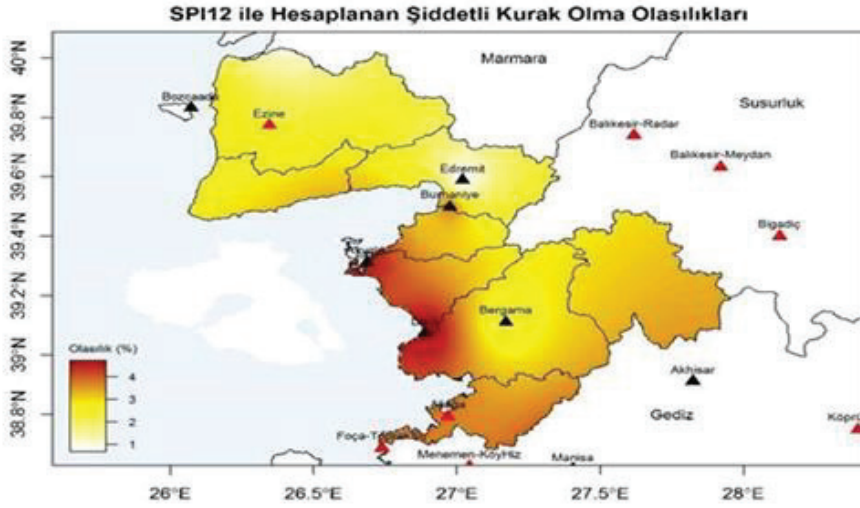 SPI12 ile Hesaplanan Şiddetli Kurak Olma Olasılıkları
40°N
39.8°N
39.6°N
39.4°N
39.2°N
39°N
38.8°N
Marmara
Bozcaada
Ezine
Susurluk
Balıkesir-Radar
Balıkesir-Meydan
Edremit
Burhaniye
Bigadiç
Bergama
Olasılık (%)
4
3
2
1
Akhisar
Gediz
Foça-T
Menemen-KöyHiz
Manisa
Köprü
26°E
26.5°E
27°E
27.5°E
28°E